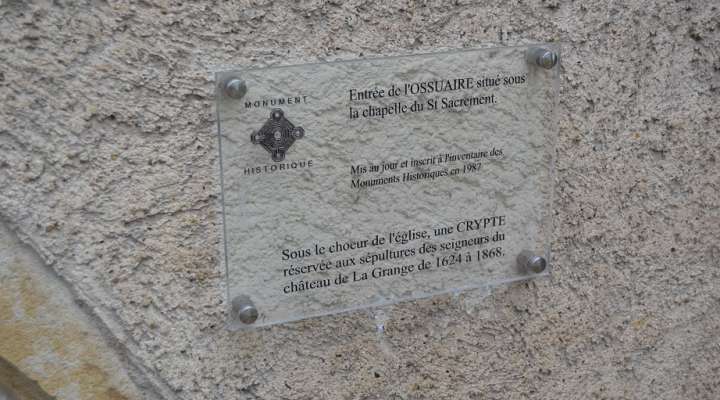 MONUMENT
HISTORIQUE
Entrée de l'OSSUAIRE situé sous
la chapelle du St Sacrement.
Mis au jour et inscrit à l'inventaire des
Monuments Historiques en 1987
Sous le choeur de l'église, une CRYPTE
réservée aux sépultures des seigneurs du
château de La Grange de 1624 à 1868.